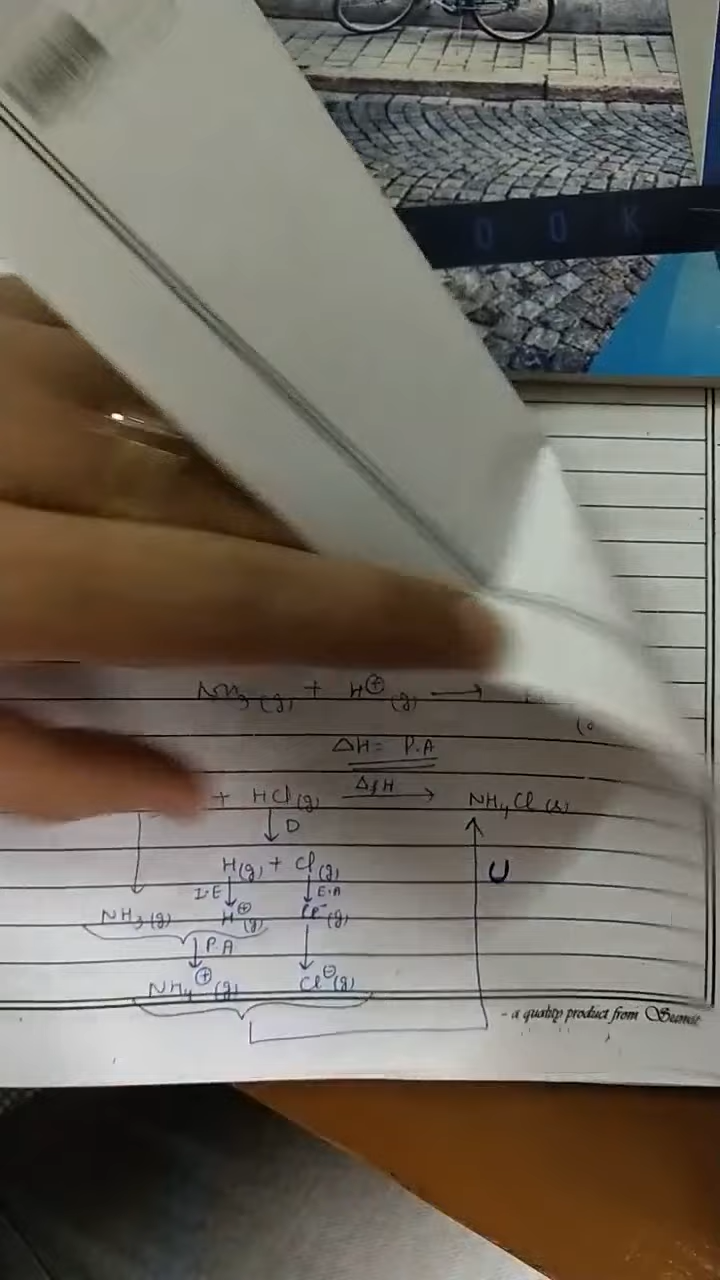 O O K
NH₃(g) + H⊕(g) ⟶
ΔH = P.A
+ HCl(g) ΔfH ⟶ NH₄Cl(s)
↓ D
H(g) + Cl(g) U
I.E ↓ ↓ E.A
NH₃(g) H⊕(g) Cl⁻(g)
↓ P.A
NH₄⊕(g) Cl⊖(g)
- a quality product from